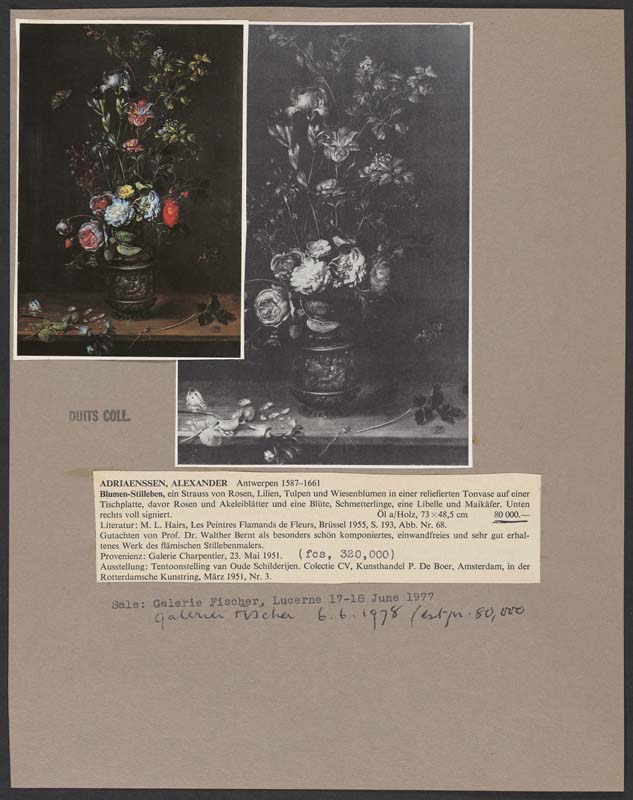 DUITS COLL.
ADRIAENSSEN, ALEXANDER Antwerpen 1587–1661
Blumen-Stilleben, ein Strauss von Rosen, Lilien, Tulpen und Wiesenblumen in einer reliefierten Tonvase auf einer
Tischplatte, davor Rosen und Akeleiblätter und eine Blüte, Schmetterlinge, eine Libelle und Maikäfer. Unten
rechts voll signiert. Öl a/Holz, 73×48,5 cm 80 000.—
Literatur: M. L. Hairs, Les Peintres Flamands de Fleurs, Brüssel 1955, S. 193, Abb. Nr. 68.
Gutachten von Prof. Dr. Walther Bernt als besonders schön komponiertes, einwandfreies und sehr gut erhal-
tenes Werk des flämischen Stillebenmalers.
Provenienz: Galerie Charpentier, 23. Mai 1951. (fcs, 320,000)
Ausstellung: Tentoonstelling van Oude Schilderijen. Colectie CV, Kunsthandel P. De Boer, Amsterdam, in der
Rotterdamsche Kunstring, März 1951, Nr. 3.
Sale: Galerie Fischer, Lucerne 17-18 June 1977
Galerie Fischer 6.6.1978 (est pr. 80,000